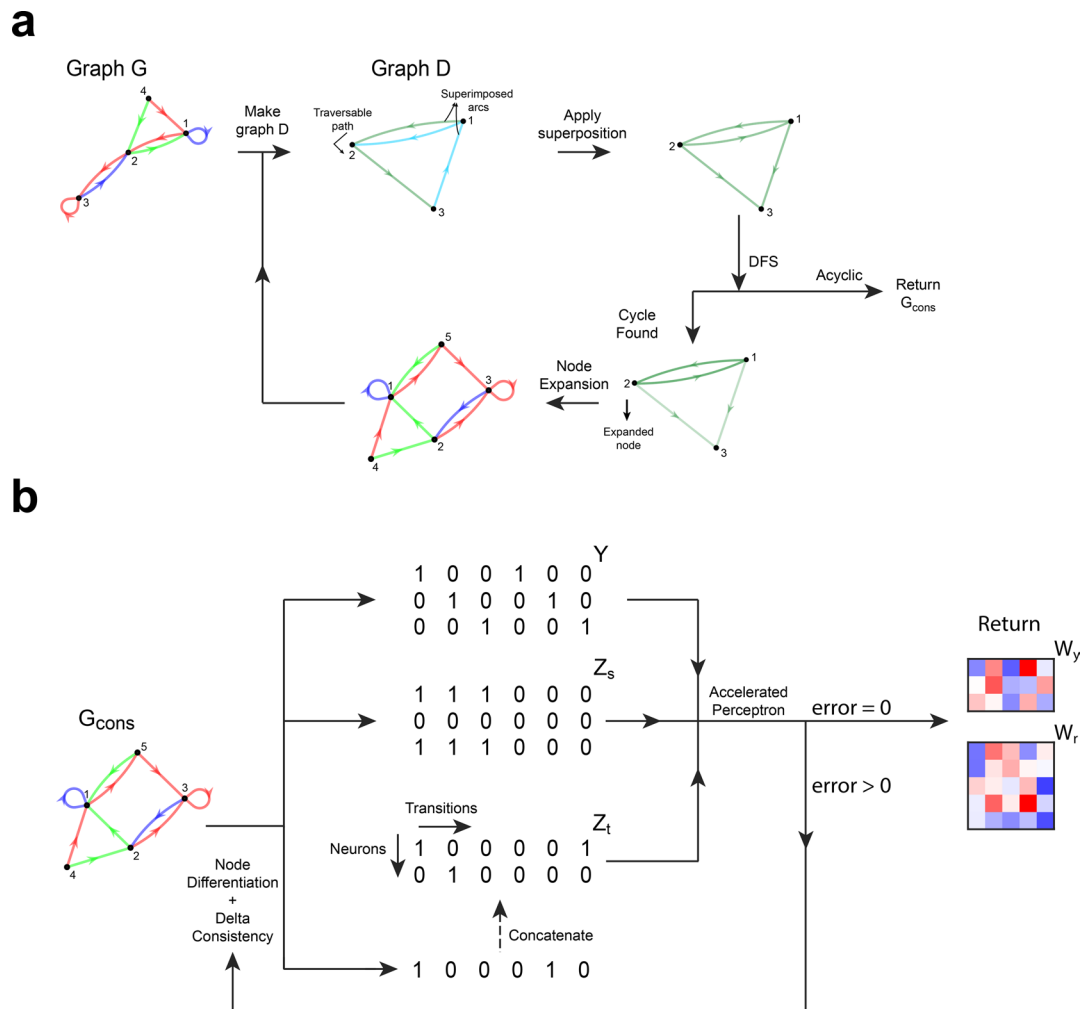 a
Graph G
4
1
2
3
Make
graph D
Graph D
Traversable
path
Superimposed
arcs
1
2
3
Apply
superposition
1
2
3
DFS
Acyclic
Return
Gcons
Cycle
Found
1
2
3
Expanded
node
Node
Expansion
5
1
3
2
4
b
Gcons
5
1
3
2
4
Node
Differentiation
+
Delta
Consistency
Y
1 0 0 1 0 0
0 1 0 0 1 0
0 0 1 0 0 1
Zs
1 1 1 0 0 0
0 0 0 0 0 0
1 1 1 0 0 0
Transitions
Neurons
Zt
1 0 0 0 0 1
0 1 0 0 0 0
Concatenate
1 0 0 0 1 0
Accelerated
Perceptron
error = 0
error > 0
Return
Wy
Wr